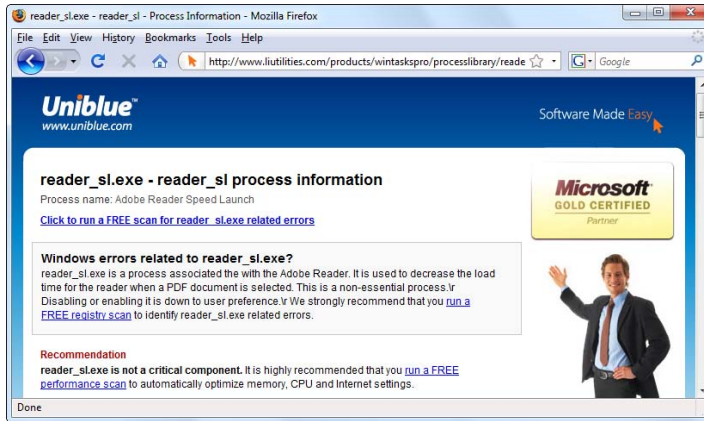 reader_sl.exe - reader_sl - Process Information - Mozilla Firefox
File Edit View History Bookmarks Tools Help
http://www.liutilities.com/products/wintaskspro/processlibrary/reade
G Google
Uniblue™
www.uniblue.com
Software Made Easy
reader_sl.exe - reader_sl process information
Process name: Adobe Reader Speed Launch
Click to run a FREE scan for reader_sl.exe related errors
Microsoft
GOLD CERTIFIED
Partner
Windows errors related to reader_sl.exe?
reader_sl.exe is a process associated the with the Adobe Reader. It is used to decrease the load
time for the reader when a PDF document is selected. This is a non-essential process.\r
Disabling or enabling it is down to user preference.\r We strongly recommend that you run a
FREE registry scan to identify reader_sl.exe related errors.
Recommendation
reader_sl.exe is not a critical component. It is highly recommended that you run a FREE
performance scan to automatically optimize memory, CPU and Internet settings.
Done